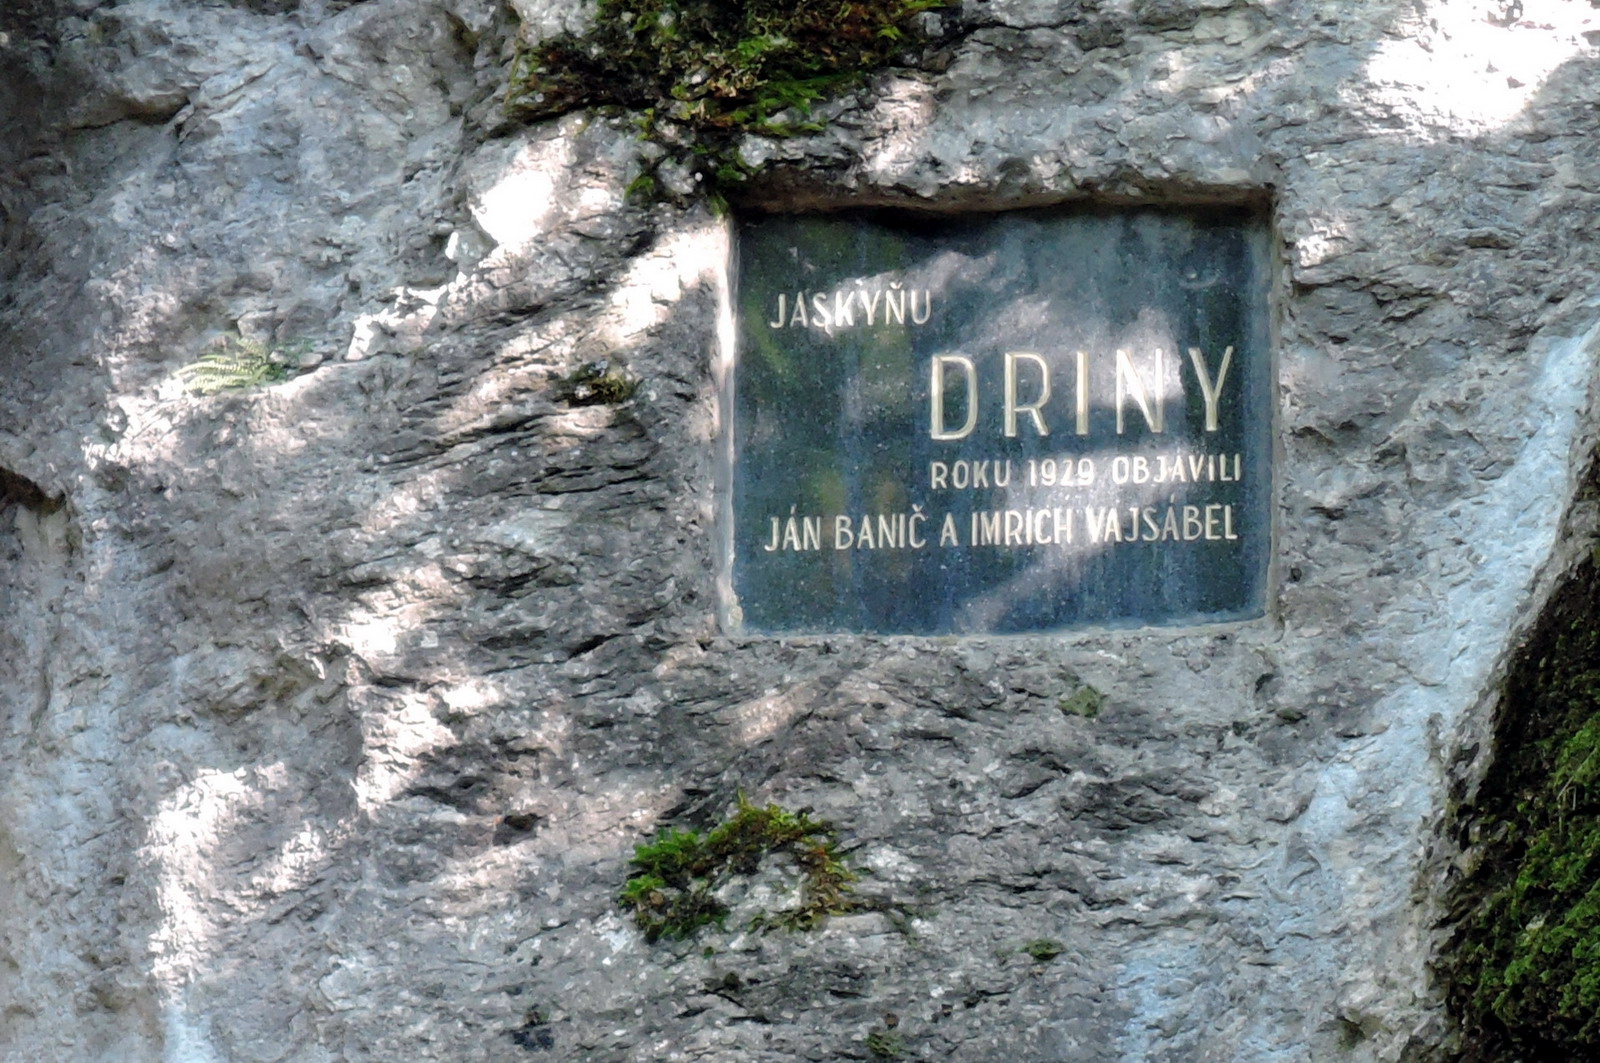 JASKYŇU
DRINY
ROKU 1929 OBJAVILI
JÁN BANIČ A IMRICH VAJSÁBEL